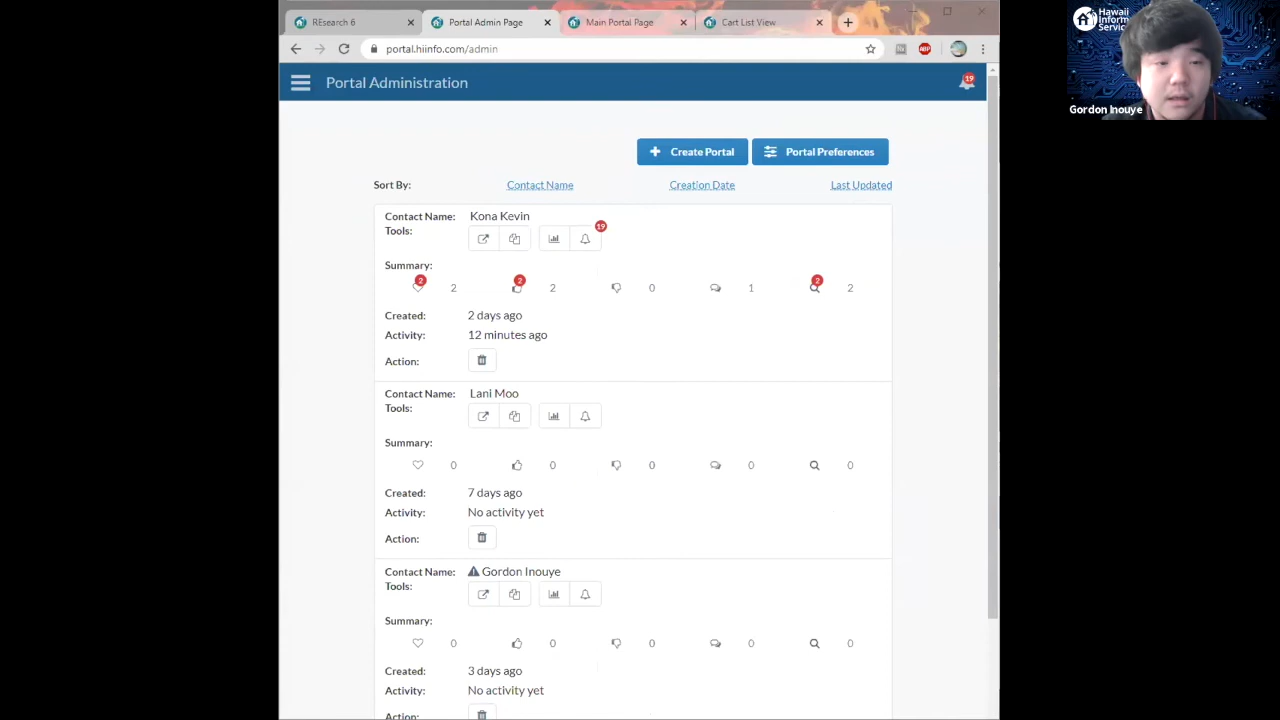 REsearch 6
Portal Admin Page
Main Portal Page
Cart List View
portal.hiinfo.com/admin
ABP
Portal Administration
19
Create Portal
Portal Preferences
Sort By: Contact Name Creation Date Last Updated
Contact Name: Kona Kevin
Tools: 19
Summary:
2 2 2
2 2 0 1 2
Created: 2 days ago
Activity: 12 minutes ago
Action:
Contact Name: Lani Moo
Tools:
Summary:
0 0 0 0 0
Created: 7 days ago
Activity: No activity yet
Action:
Contact Name: Gordon Inouye
Tools:
Summary:
0 0 0 0 0
Created: 3 days ago
Activity: No activity yet
Action:
Hawaii
Inform
Servic
Gordon Inouye